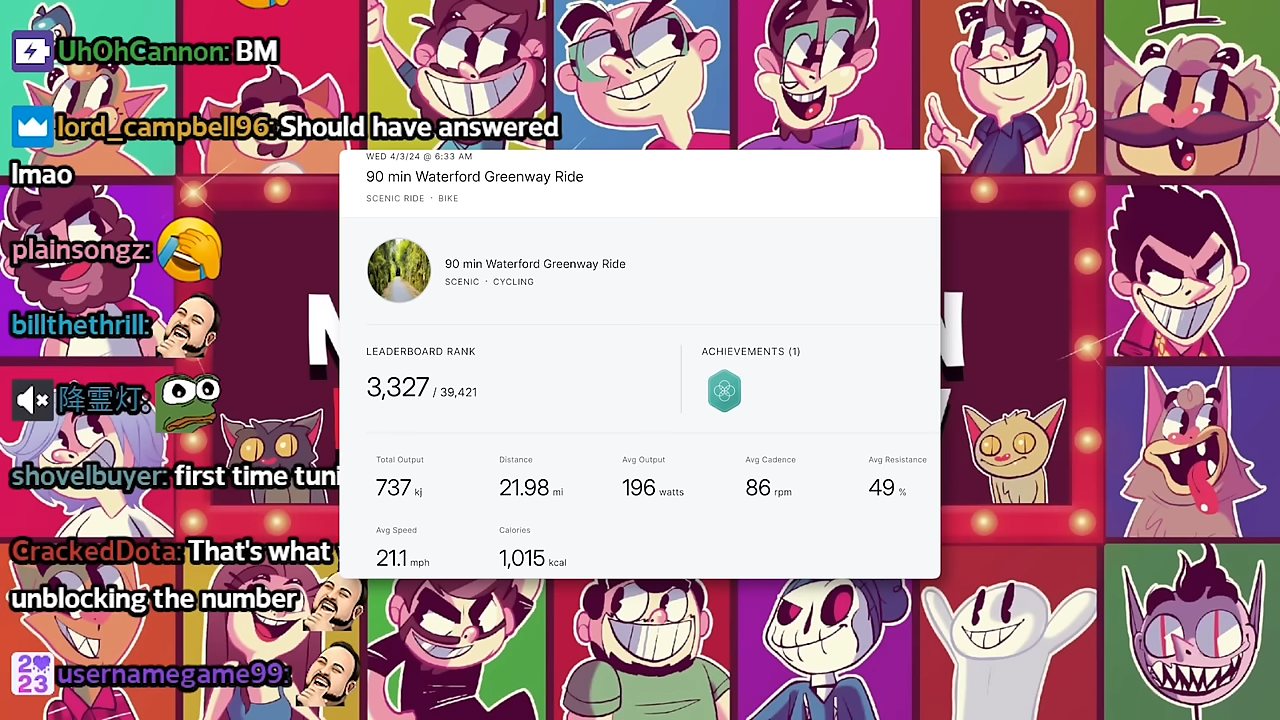 UhOhCannon: BM
lord_campbell96: Should have answered
lmao
plainsongz:
billthethrill:
降霊灯:
shovelbuyer: first time tuni
CrackedDota: That's what
unblocking the number
2023
usernamegame99:
WED 4/3/24 @ 6:33 AM
90 min Waterford Greenway Ride
SCENIC RIDE · BIKE
90 min Waterford Greenway Ride
SCENIC · CYCLING
LEADERBOARD RANK
3,327 / 39,421
ACHIEVEMENTS (1)
Total Output
737 kj
Distance
21.98 mi
Avg Output
196 watts
Avg Cadence
86 rpm
Avg Resistance
49 %
Avg Speed
21.1 mph
Calories
1,015 kcal